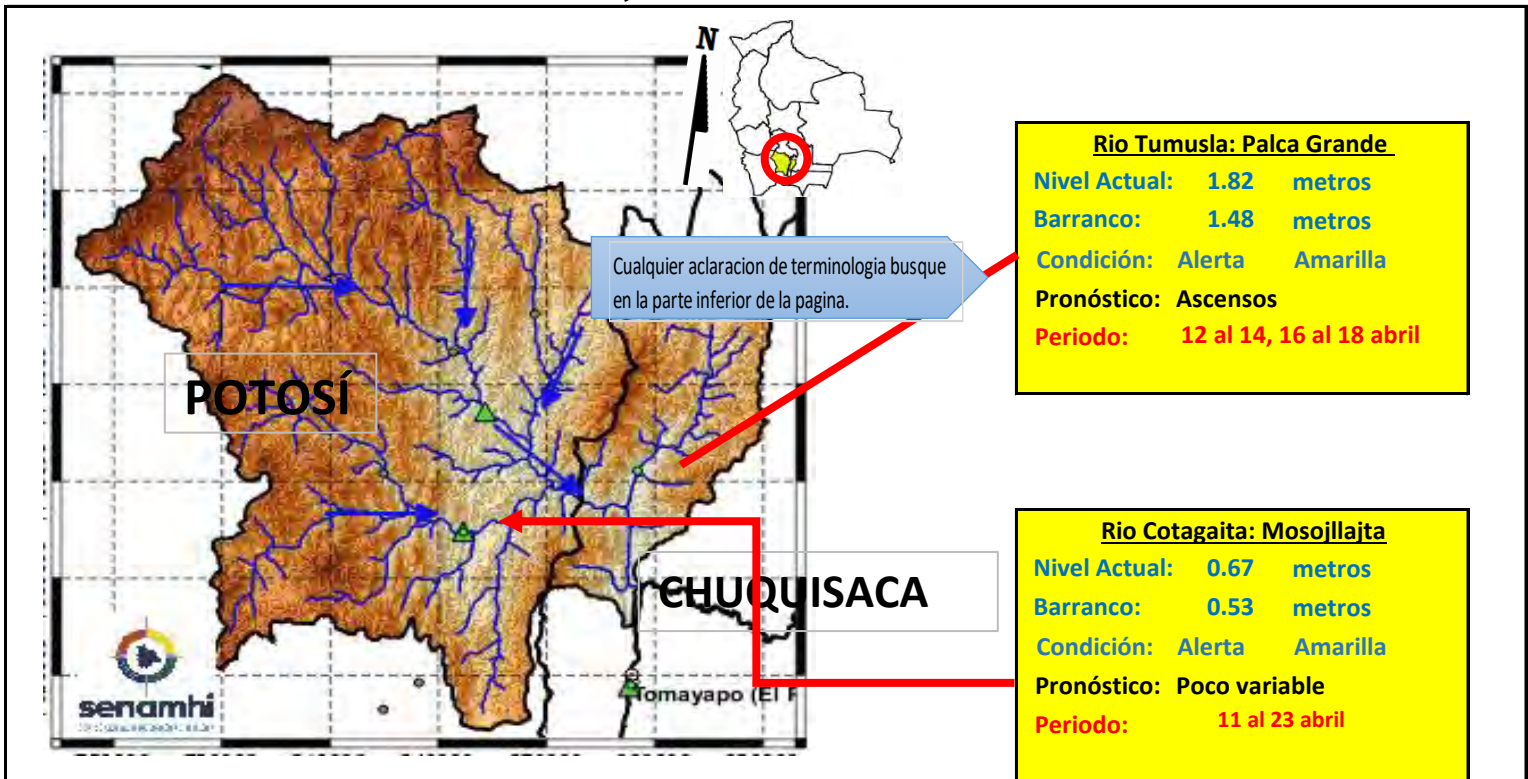 N
Rio Tumusla: Palca Grande
Nivel Actual: 1.82 metros
Barranco: 1.48 metros
Condición: Alerta Amarilla
Pronóstico: Ascensos
Periodo: 12 al 14, 16 al 18 abril
Cualquier aclaracion de terminologia busque
en la parte inferior de la pagina.
POTOSÍ
CHUQUISACA
Rio Cotagaita: Mosojllajta
Nivel Actual: 0.67 metros
Barranco: 0.53 metros
Condición: Alerta Amarilla
Pronóstico: Poco variable
Periodo: 11 al 23 abril
senamhi
Tomayapo (El